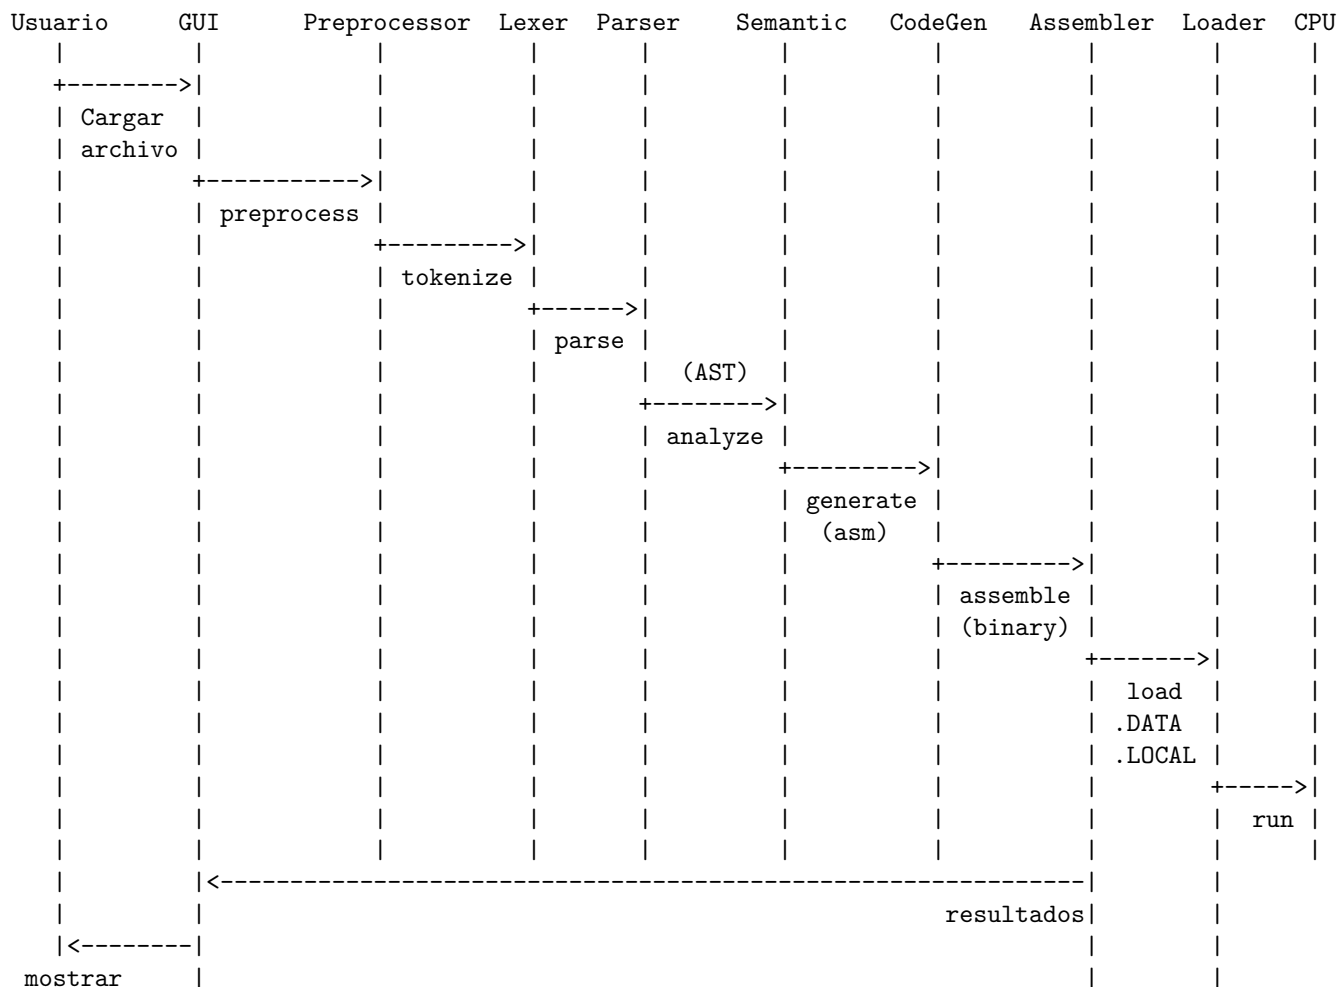 Usuario GUI Preprocessor Lexer Parser Semantic CodeGen Assembler Loader CPU
Cargar
archivo
preprocess
tokenize
parse
(AST)
analyze
generate
(asm)
assemble
(binary)
load
.DATA
.LOCAL
run
resultados
mostrar